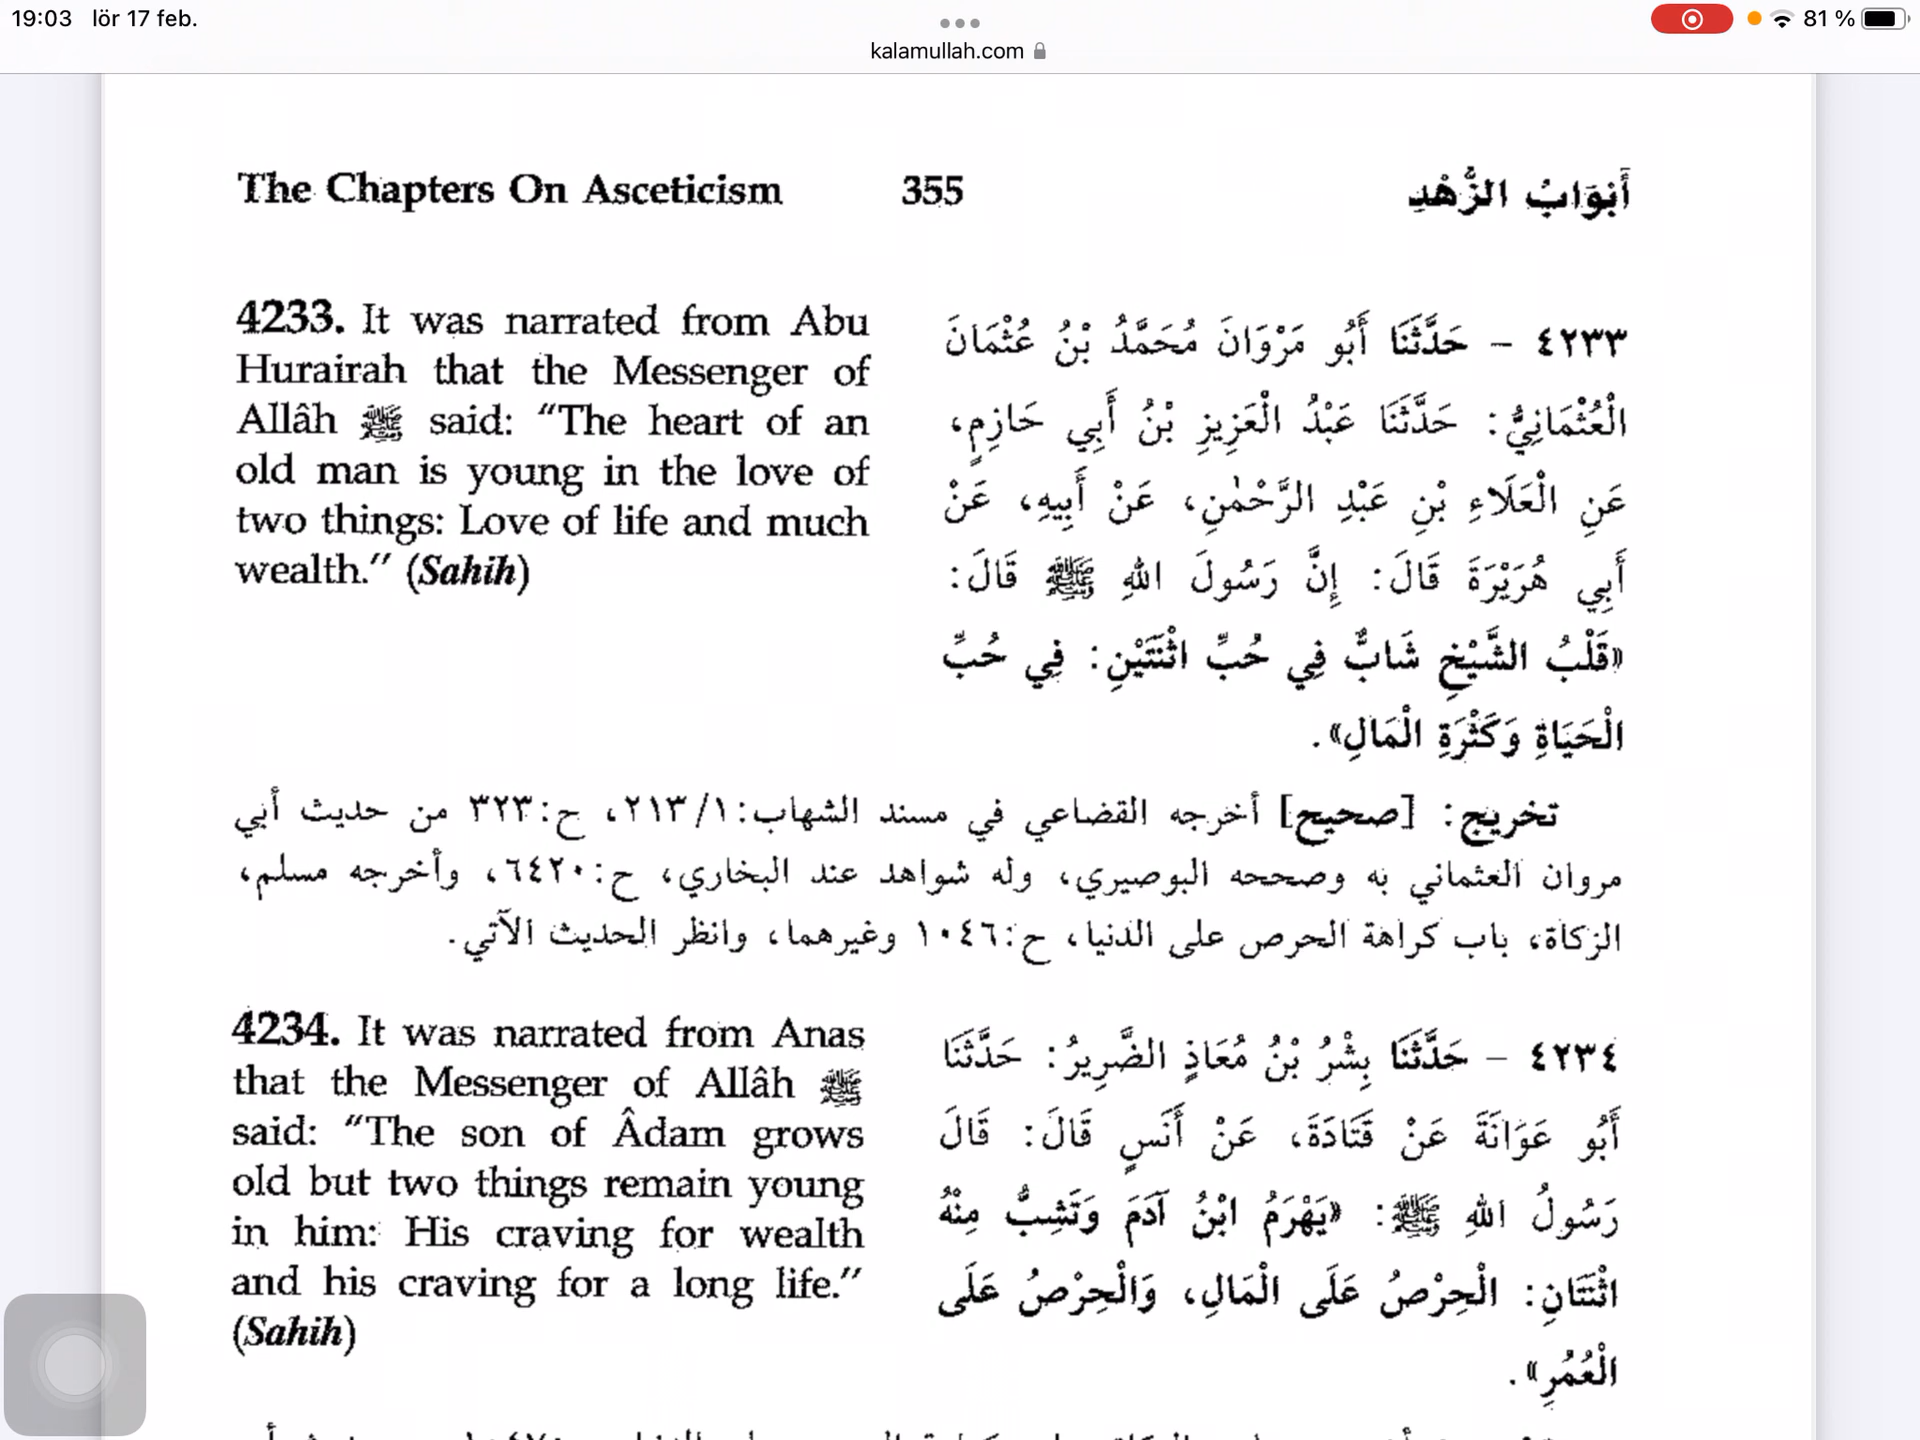 19:03 lör 17 feb.
81 %
kalamullah.com
The Chapters On Asceticism 355 أَبْوَابُ الزُّهْدِ
4233. It was narrated from Abu
Hurairah that the Messenger of
Allâh ﷺ said: “The heart of an
old man is young in the love of
two things: Love of life and much
wealth.” (Sahih)
٤٢٣٣ – حَدَّثَنَا أَبُو مَرْوَانَ مُحَمَّدُ بْنُ عُثْمَانَ
الْعُثْمَانِيُّ: حَدَّثَنَا عَبْدُ الْعَزِيزِ بْنُ أَبِي حَازِمٍ،
عَنِ الْعَلَاءِ بْنِ عَبْدِ الرَّحْمٰنِ، عَنْ أَبِيهِ، عَنْ
أَبِي هُرَيْرَةَ قَالَ: إِنَّ رَسُولَ اللهِ ﷺ قَالَ:
«قَلْبُ الشَّيْخِ شَابٌّ فِي حُبِّ اثْنَتَيْنِ: فِي حُبِّ
الْحَيَاةِ وَكَثْرَةِ الْمَالِ».
تخريج: [صحيح] أخرجه القضاعي في مسند الشهاب: ١/ ٢١٣، ح: ٣٢٣ من حديث أبي
مروان العثماني به وصححه البوصيري، وله شواهد عند البخاري، ح: ٦٤٢٠، وأخرجه مسلم،
الزكاة، باب كراهة الحرص على الدنيا، ح: ١٠٤٦ وغيرهما، وانظر الحديث الآتي.
4234. It was narrated from Anas
that the Messenger of Allâh ﷺ
said: “The son of Âdam grows
old but two things remain young
in him: His craving for wealth
and his craving for a long life.”
(Sahih)
٤٢٣٤ – حَدَّثَنَا بِشْرُ بْنُ مُعَاذٍ الضَّرِيرُ: حَدَّثَنَا
أَبُو عَوَانَةَ عَنْ قَتَادَةَ، عَنْ أَنَسٍ قَالَ: قَالَ
رَسُولُ اللهِ ﷺ: «يَهْرَمُ ابْنُ آدَمَ وَتَشِبُّ مِنْهُ
اثْنَتَانِ: الْحِرْصُ عَلَى الْمَالِ، وَالْحِرْصُ عَلَى
الْعُمُرِ».